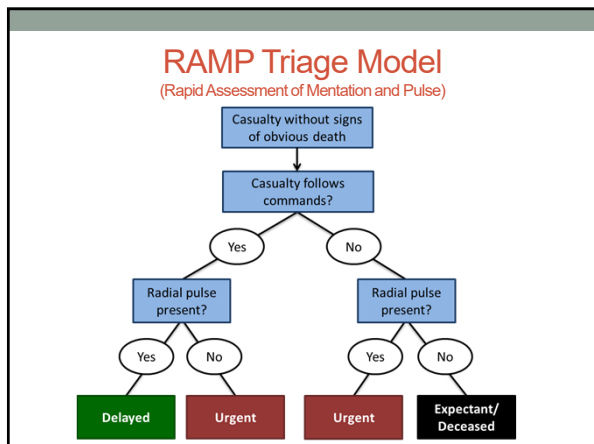 RAMP Triage Model
(Rapid Assessment of Mentation and Pulse)
Casualty without signs
of obvious death
Casualty follows
commands?
Yes
No
Radial pulse
present?
Radial pulse
present?
Yes
No
Yes
No
Delayed
Urgent
Urgent
Expectant/
Deceased